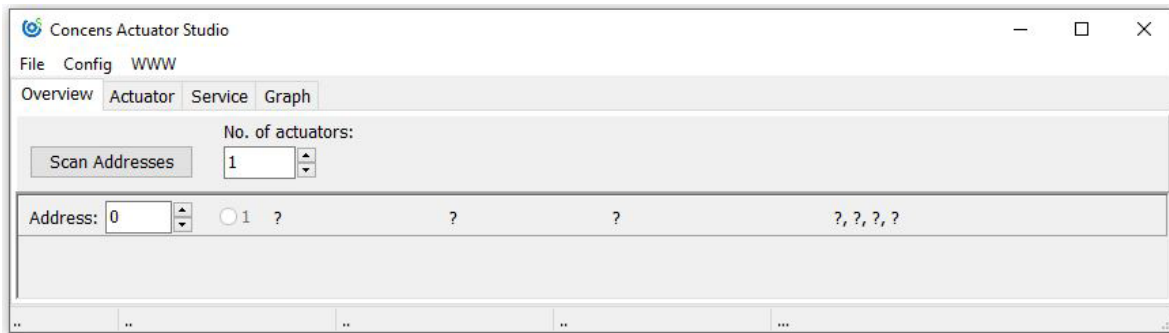 Concens Actuator Studio
File Config WWW
Overview Actuator Service Graph
No. of actuators:
Scan Addresses 1
Address: 0 1 ? ? ? ?, ?, ?, ?
.. .. .. .. ...